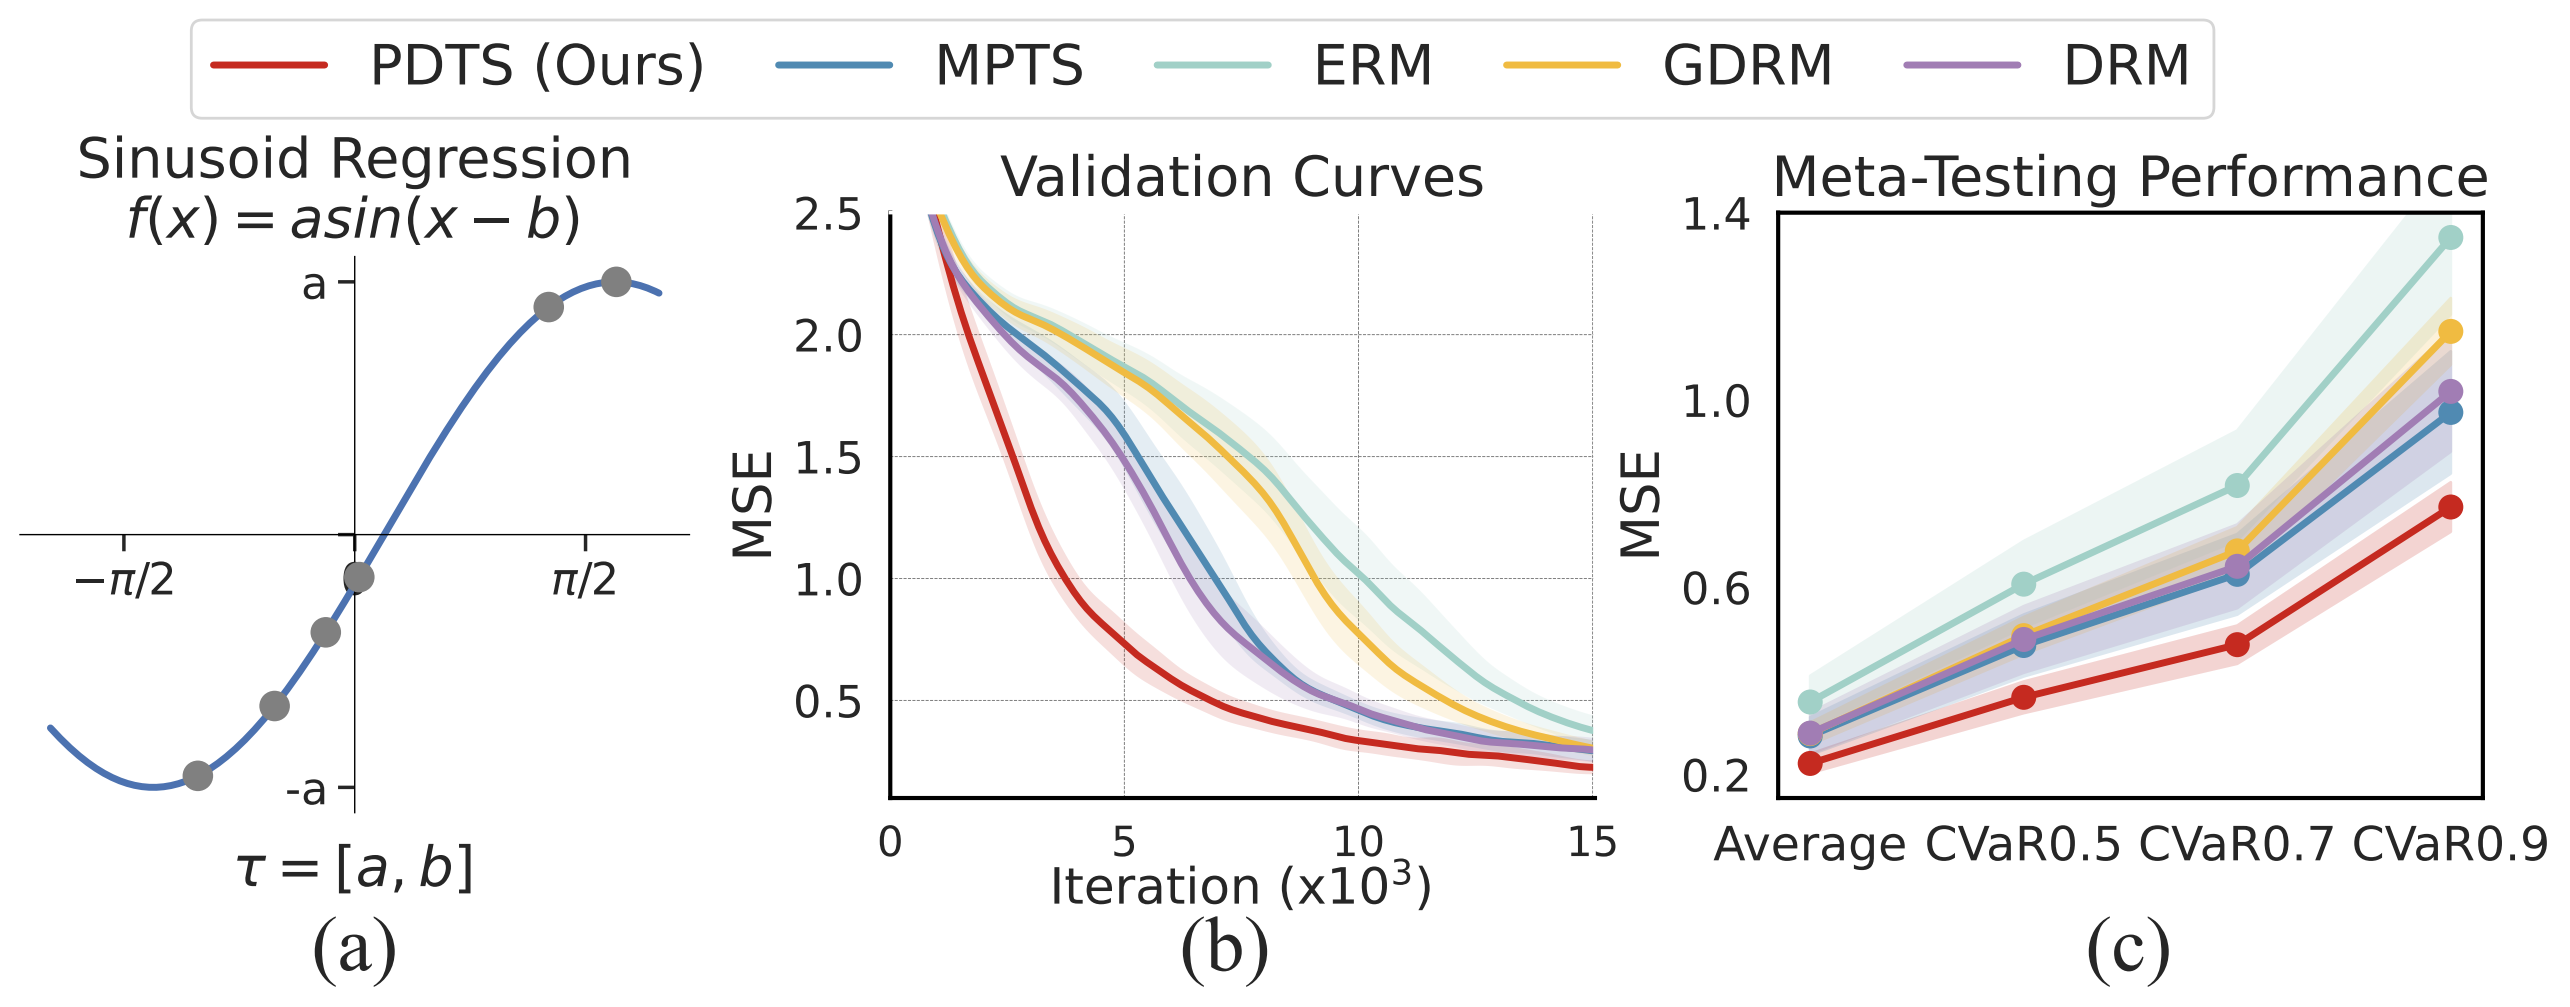 PDTS (Ours) MPTS ERM GDRM DRM
Sinusoid Regression
f(x) = asin(x − b)
a
−π/2 π/2
-a
τ = [a, b]
(a)
Validation Curves
MSE
2.5
2.0
1.5
1.0
0.5
0 5 10 15
Iteration (x10³)
(b)
Meta-Testing Performance
MSE
1.4
1.0
0.6
0.2
Average CVaR0.5 CVaR0.7 CVaR0.9
(c)